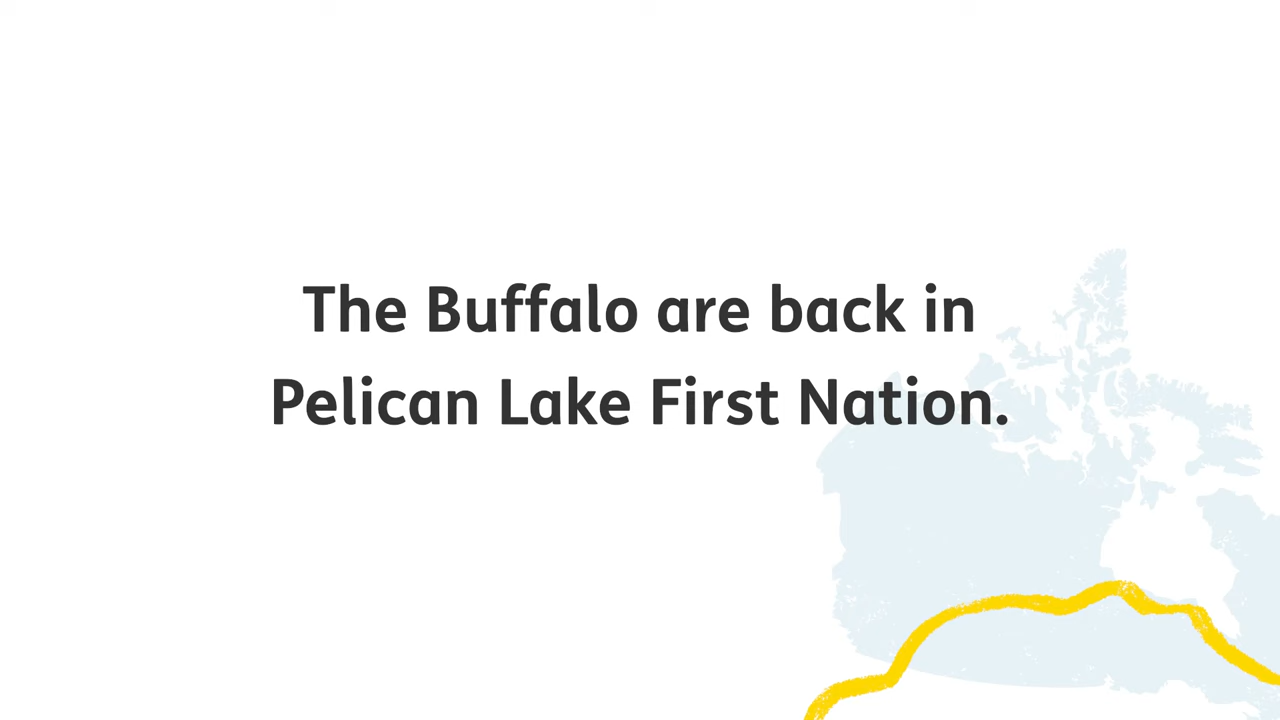 The Buffalo are back in
Pelican Lake First Nation.